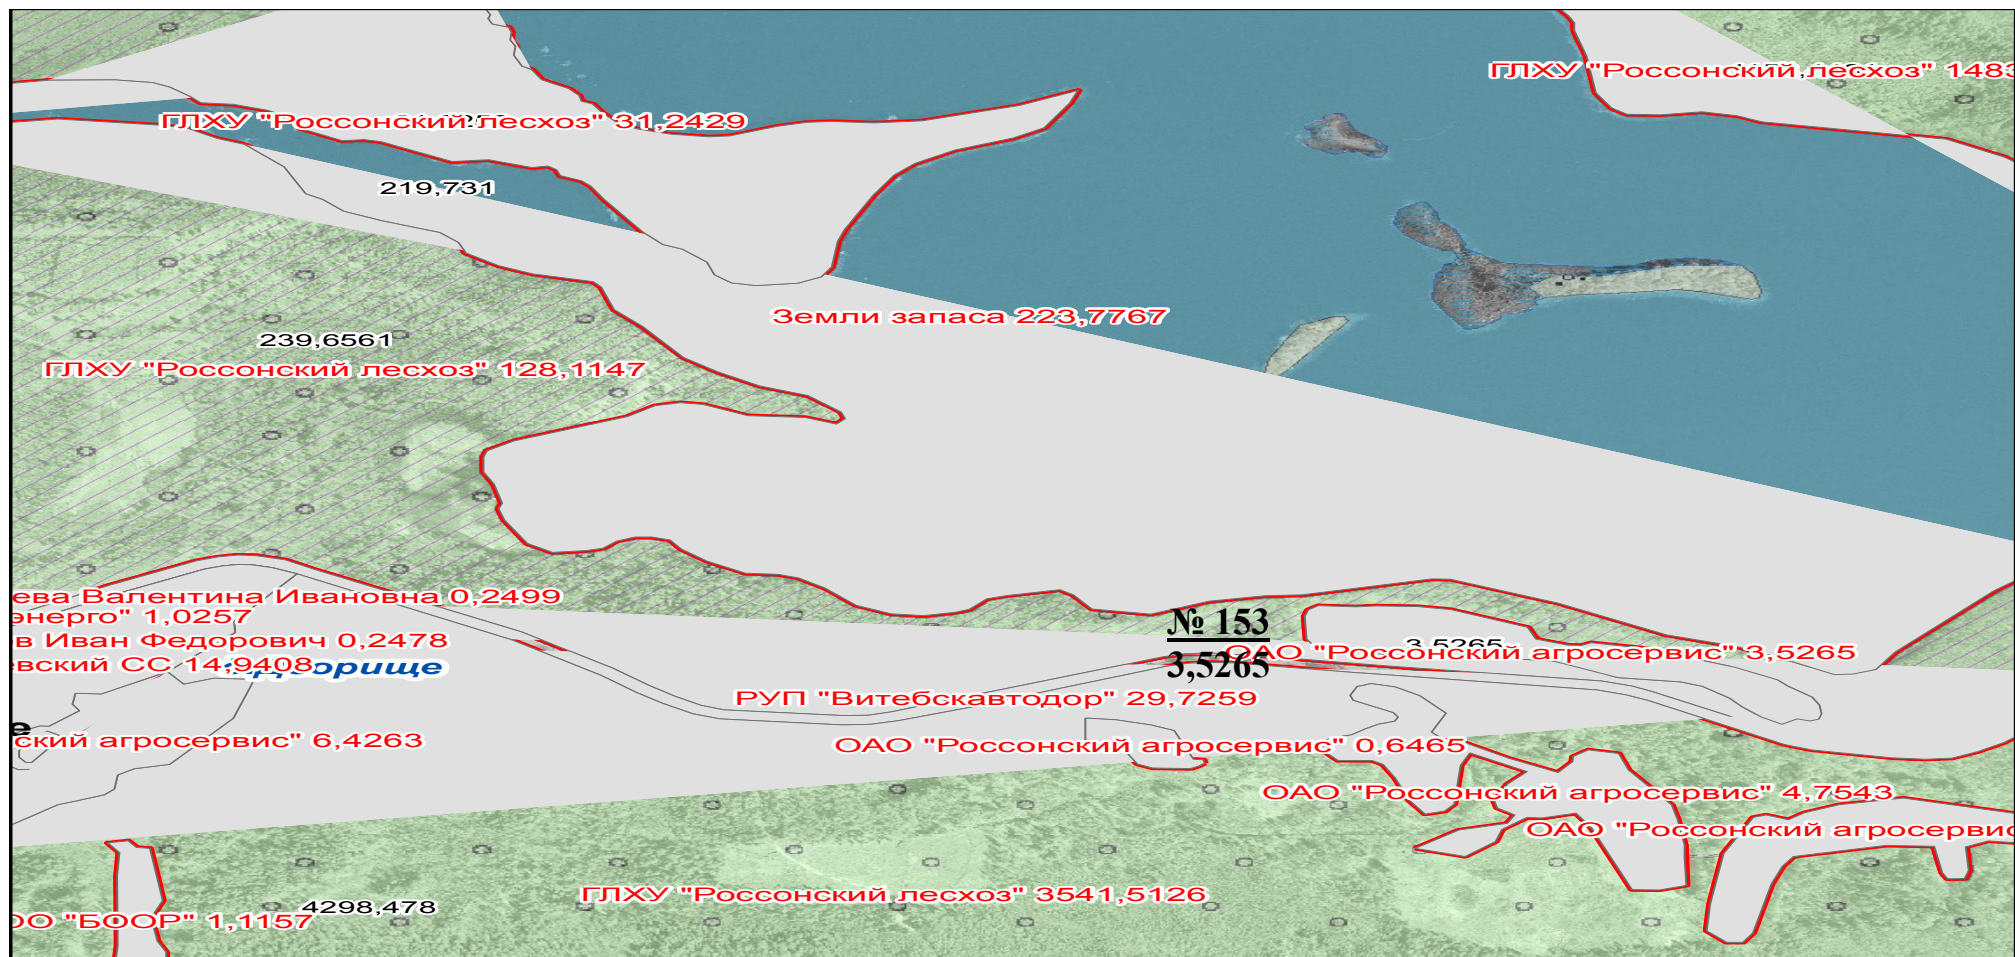 ГЛХУ "Россонский лесхоз" 1483
ГЛХУ "Россонский лесхоз" 31,2429
219,731
Земли запаса 223,7767
239,6561
ГЛХУ "Россонский лесхоз" 128,1147
ева Валентина Ивановна 0,2499
энерго" 1,0257
№ 153
3,5265
в Иван Федорович 0,2478
3,5265
ОАО "Россонский агросервис" 3,5265
евский СС 14,9408
РУП "Витебскавтодор" 29,7259
е
ский агросервис" 6,4263
ОАО "Россонский агросервис" 0,6465
ОАО "Россонский агросервис" 4,7543
ОАО "Россонский агросервис
ГЛХУ "Россонский лесхоз" 3541,5126
4298,478
ОО "БООР" 1,1157